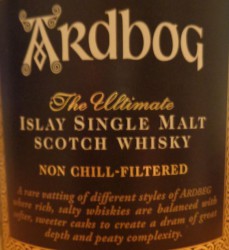 ARDBOG
The Ultimate
ISLAY SINGLE MALT
SCOTCH WHISKY
NON CHILL-FILTERED
A rare vatting of different styles of ARDBEG
where rich, salty whiskies are balanced with
softer, sweeter casks to create a dram of great
depth and peaty complexity.